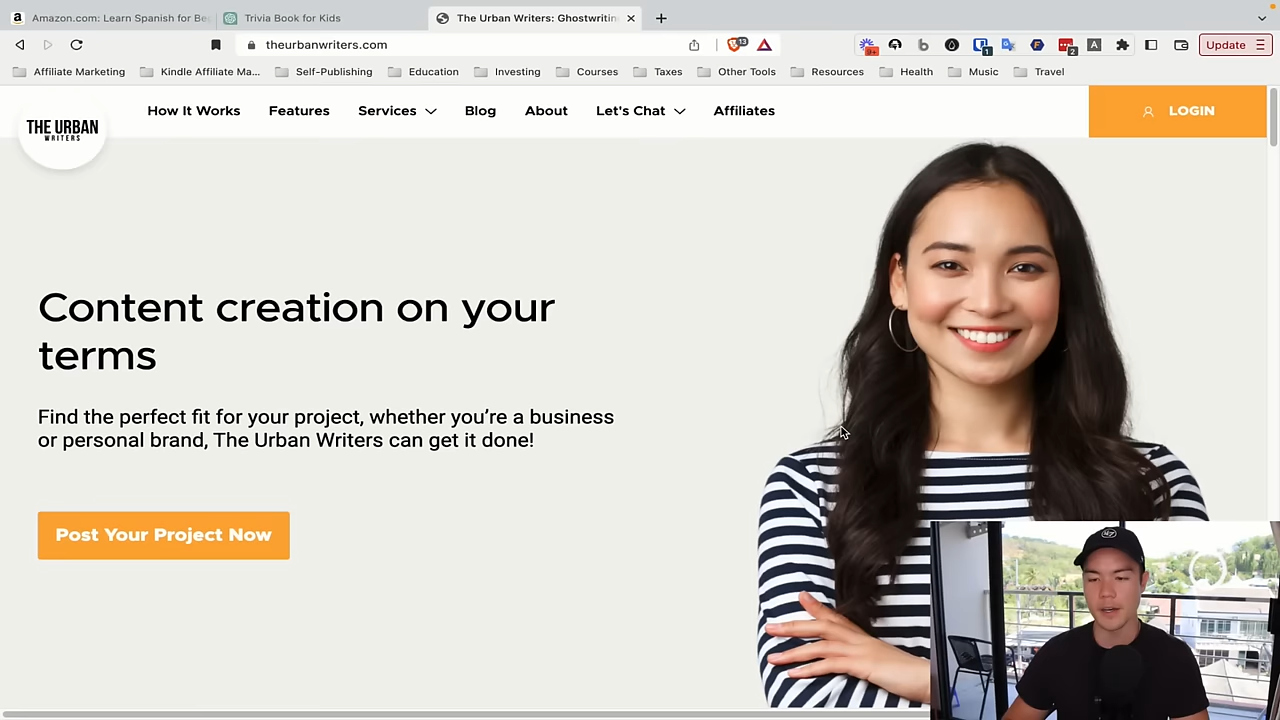 Amazon.com: Learn Spanish for Be
Trivia Book for Kids
The Urban Writers: Ghostwritin
theurbanwriters.com
13
9+
1
2
Update
Affiliate Marketing
Kindle Affiliate Ma...
Self-Publishing
Education
Investing
Courses
Taxes
Other Tools
Resources
Health
Music
Travel
THE URBAN
WRITERS
How It Works
Features
Services
Blog
About
Let's Chat
Affiliates
LOGIN
Content creation on your
terms
Find the perfect fit for your project, whether you’re a business
or personal brand, The Urban Writers can get it done!
Post Your Project Now